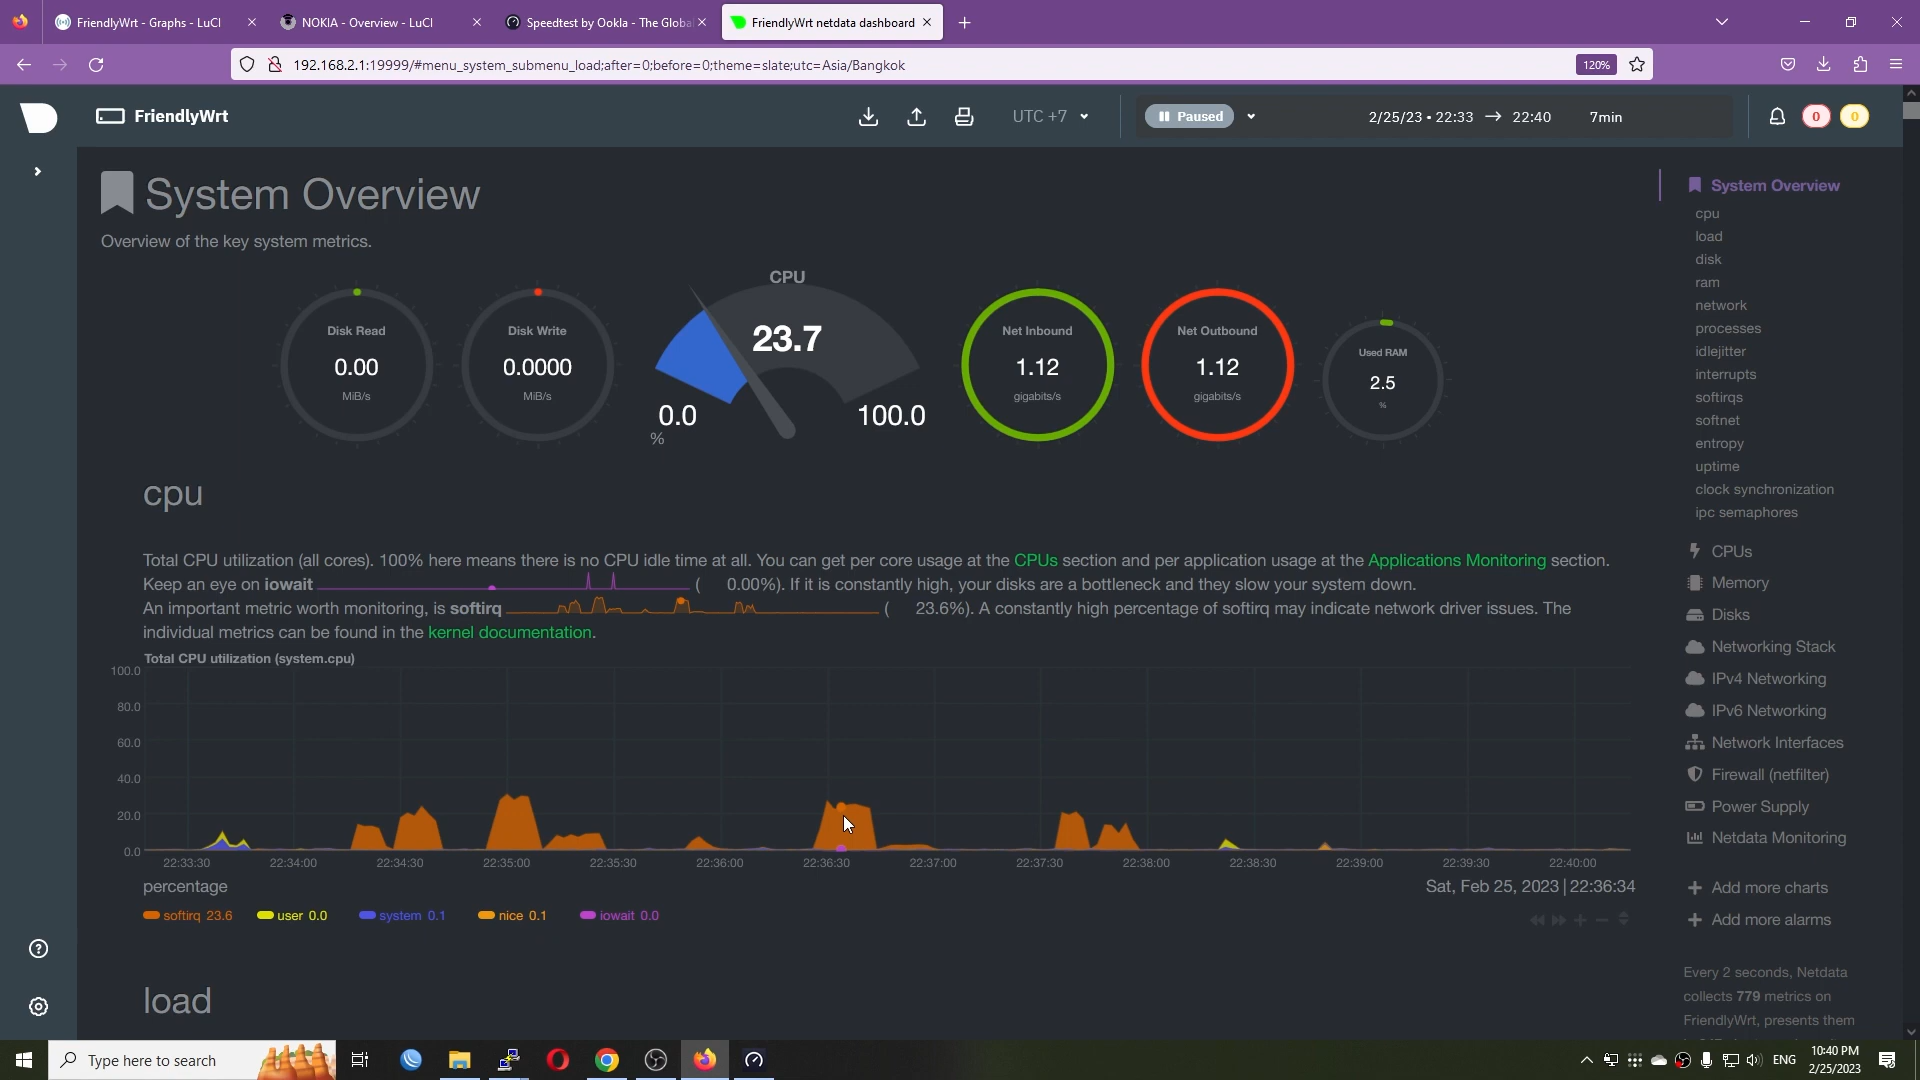 FriendlyWrt - Graphs - LuCI
NOKIA - Overview - LuCI
Speedtest by Ookla - The Global
FriendlyWrt netdata dashboard
192.168.2.1:19999/#menu_system_submenu_load;after=0;before=0;theme=slate;utc=Asia/Bangkok
120%
FriendlyWrt
UTC +7
Paused
2/25/23 • 22:33 → 22:40 7min
0
0
System Overview
Overview of the key system metrics.
Disk Read
0.00
MiB/s
Disk Write
0.0000
MiB/s
CPU
23.7
0.0
100.0
%
Net Inbound
1.12
gigabits/s
Net Outbound
1.12
gigabits/s
Used RAM
2.5
%
cpu
Total CPU utilization (all cores). 100% here means there is no CPU idle time at all. You can get per core usage at the CPUs section and per application usage at the Applications Monitoring section.
Keep an eye on iowait ( 0.00%). If it is constantly high, your disks are a bottleneck and they slow your system down.
An important metric worth monitoring, is softirq ( 23.6%). A constantly high percentage of softirq may indicate network driver issues. The
individual metrics can be found in the kernel documentation.
Total CPU utilization (system.cpu)
100.0
80.0
60.0
40.0
20.0
0.0
22:33:30 22:34:00 22:34:30 22:35:00 22:35:30 22:36:00 22:36:30 22:37:00 22:37:30 22:38:00 22:38:30 22:39:00 22:39:30 22:40:00
percentage
Sat, Feb 25, 2023 | 22:36:34
softirq 23.6 user 0.0 system 0.1 nice 0.1 iowait 0.0
load
System Overview
cpu
load
disk
ram
network
processes
idlejitter
interrupts
softirqs
softnet
entropy
uptime
clock synchronization
ipc semaphores
CPUs
Memory
Disks
Networking Stack
IPv4 Networking
IPv6 Networking
Network Interfaces
Firewall (netfilter)
Power Supply
Netdata Monitoring
Add more charts
Add more alarms
Every 2 seconds, Netdata
collects 779 metrics on
FriendlyWrt, presents them
Type here to search
ENG
10:40 PM
2/25/2023